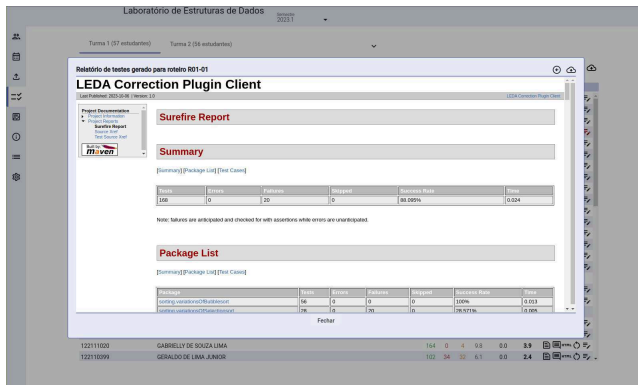 Laboratório de Estruturas de Dados
Semestre
2023.1
Turma 1 (57 estudantes)
Turma 2 (56 estudantes)
Relatório de testes gerado para roteiro R01-01
LEDA Correction Plugin Client
Last Published: 2023-10-06 | Version: 1.0
LEDA Correction Plugin Client
Project Documentation
Project Information
Project Reports
Surefire Report
Source Xref
Test Source Xref
Built by:
maven
Surefire Report
Summary
[Summary] [Package List] [Test Cases]
Tests Errors Failures Skipped Success Rate Time
168 0 20 0 88.095% 0.024
Note: failures are anticipated and checked for with assertions while errors are unanticipated.
Package List
[Summary] [Package List] [Test Cases]
Package Tests Errors Failures Skipped Success Rate Time
sorting.variationsOfBubblesort 56 0 0 0 100% 0.013
sorting.variationsOfSelectionsort 28 0 20 0 28.571% 0.005
Fechar
122111020 GABRIELLY DE SOUZA LIMA 164 0 4 9.8 0.0 3.9 HTML
122110399 GERALDO DE LIMA JUNIOR 102 34 32 6.1 0.0 2.4 HTML